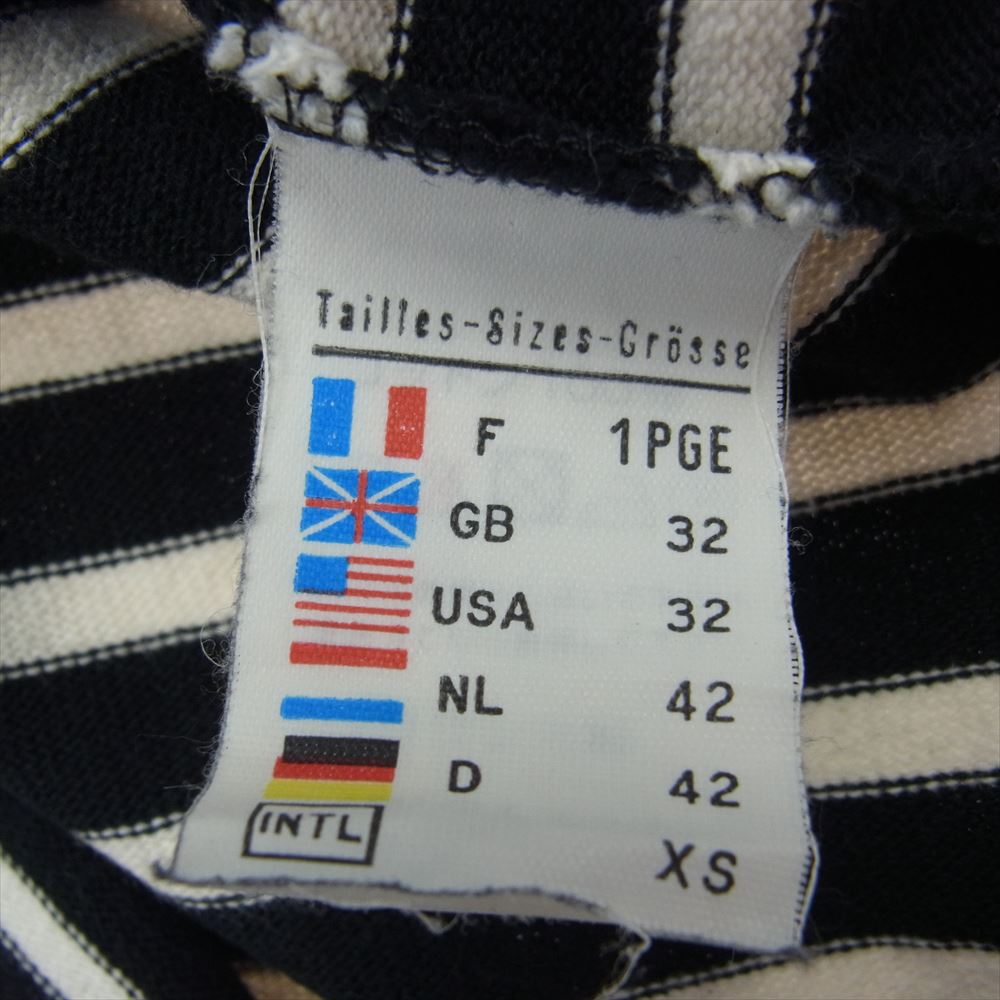 Tailles-Sizes-Grösse
F 1PGE
GB 32
USA 32
NL 42
D 42
INTL XS